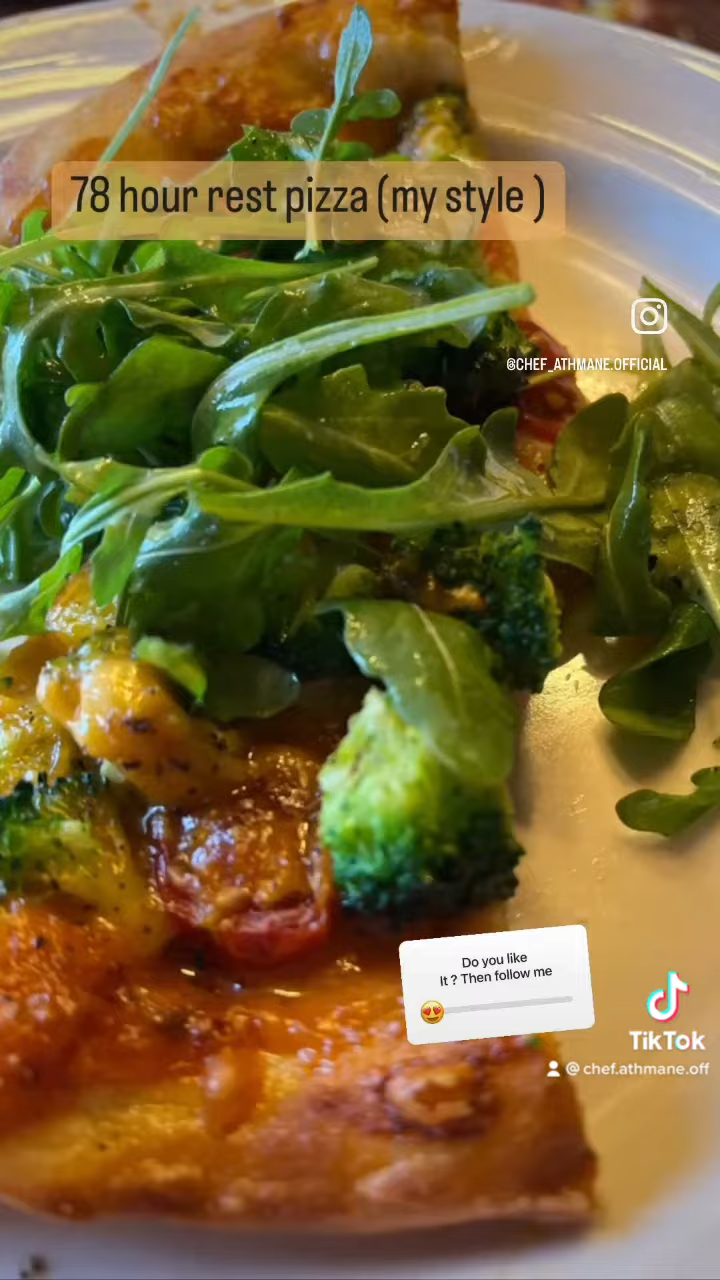 78 hour rest pizza (my style )
@CHEF_ATHMANE.OFFICIAL
Do you like
It ? Then follow me
TikTok
@ chef.athmane.off